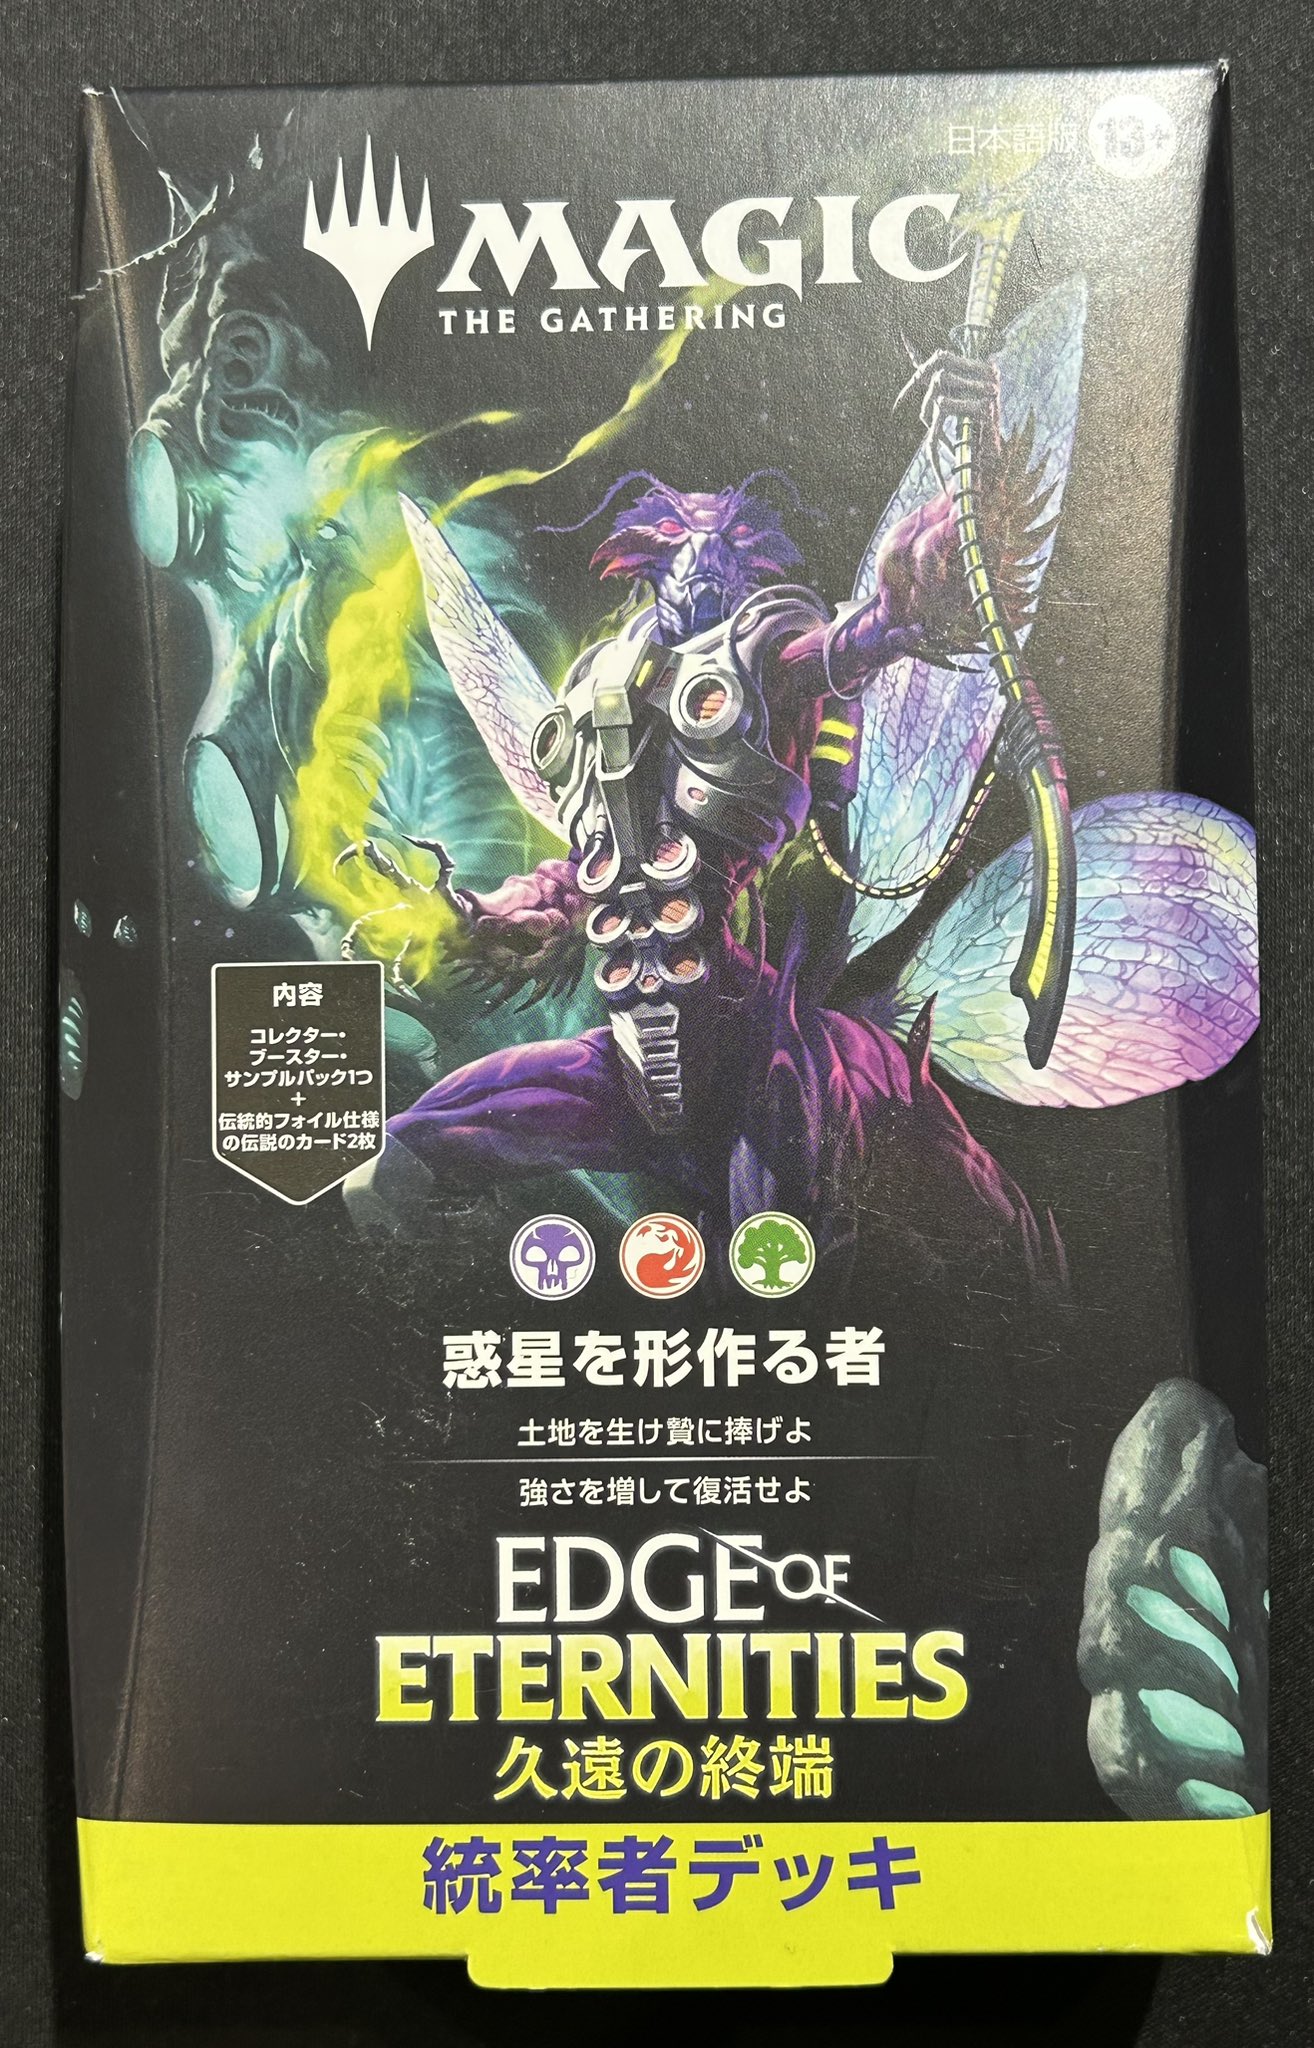 日本語版 13+
MAGIC
THE GATHERING
内容
コレクター・
ブースター・
サンプルパック1つ
+
伝統的フォイル仕様
の伝説のカード2枚
惑星を形作る者
土地を生け贄に捧げよ
強さを増して復活せよ
EDGE OF
ETERNITIES
久遠の終端
統率者デッキ